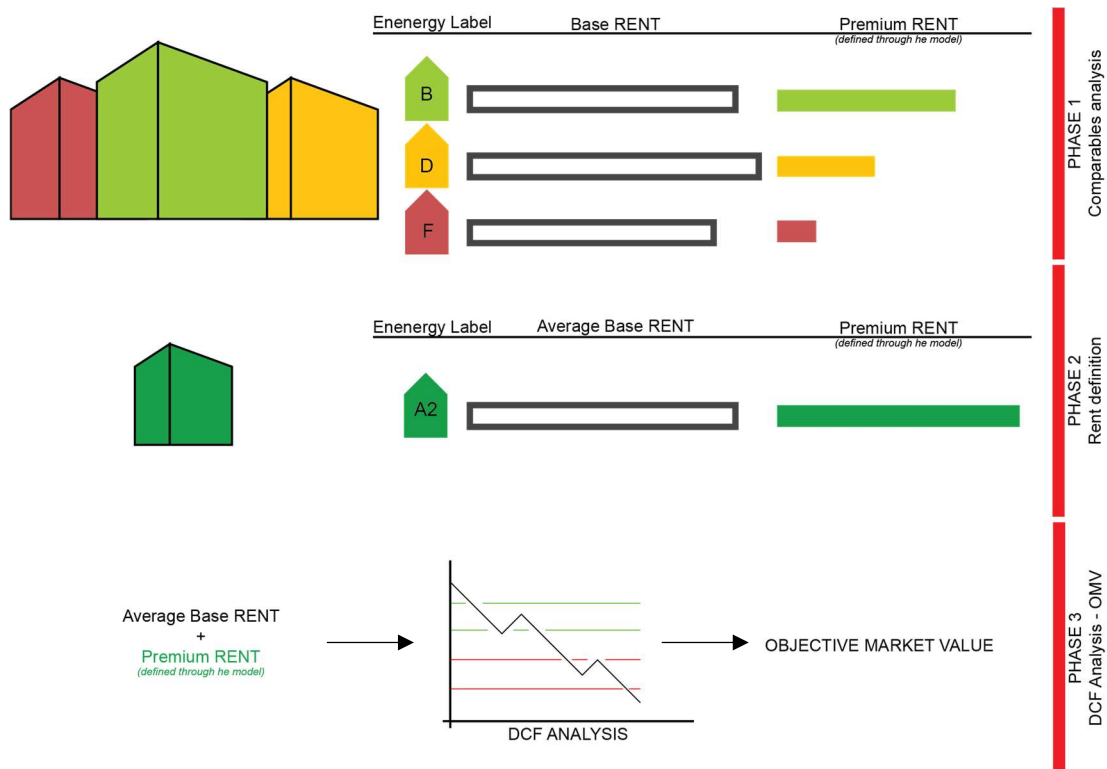 Enenergy Label
Base RENT
Premium RENT
(defined through he model)
B
D
F
PHASE 1
Comparables analysis
Enenergy Label
Average Base RENT
Premium RENT
(defined through he model)
A2
PHASE 2
Rent definition
Average Base RENT
+
Premium RENT
(defined through he model)
DCF ANALYSIS
OBJECTIVE MARKET VALUE
PHASE 3
DCF Analysis - OMV